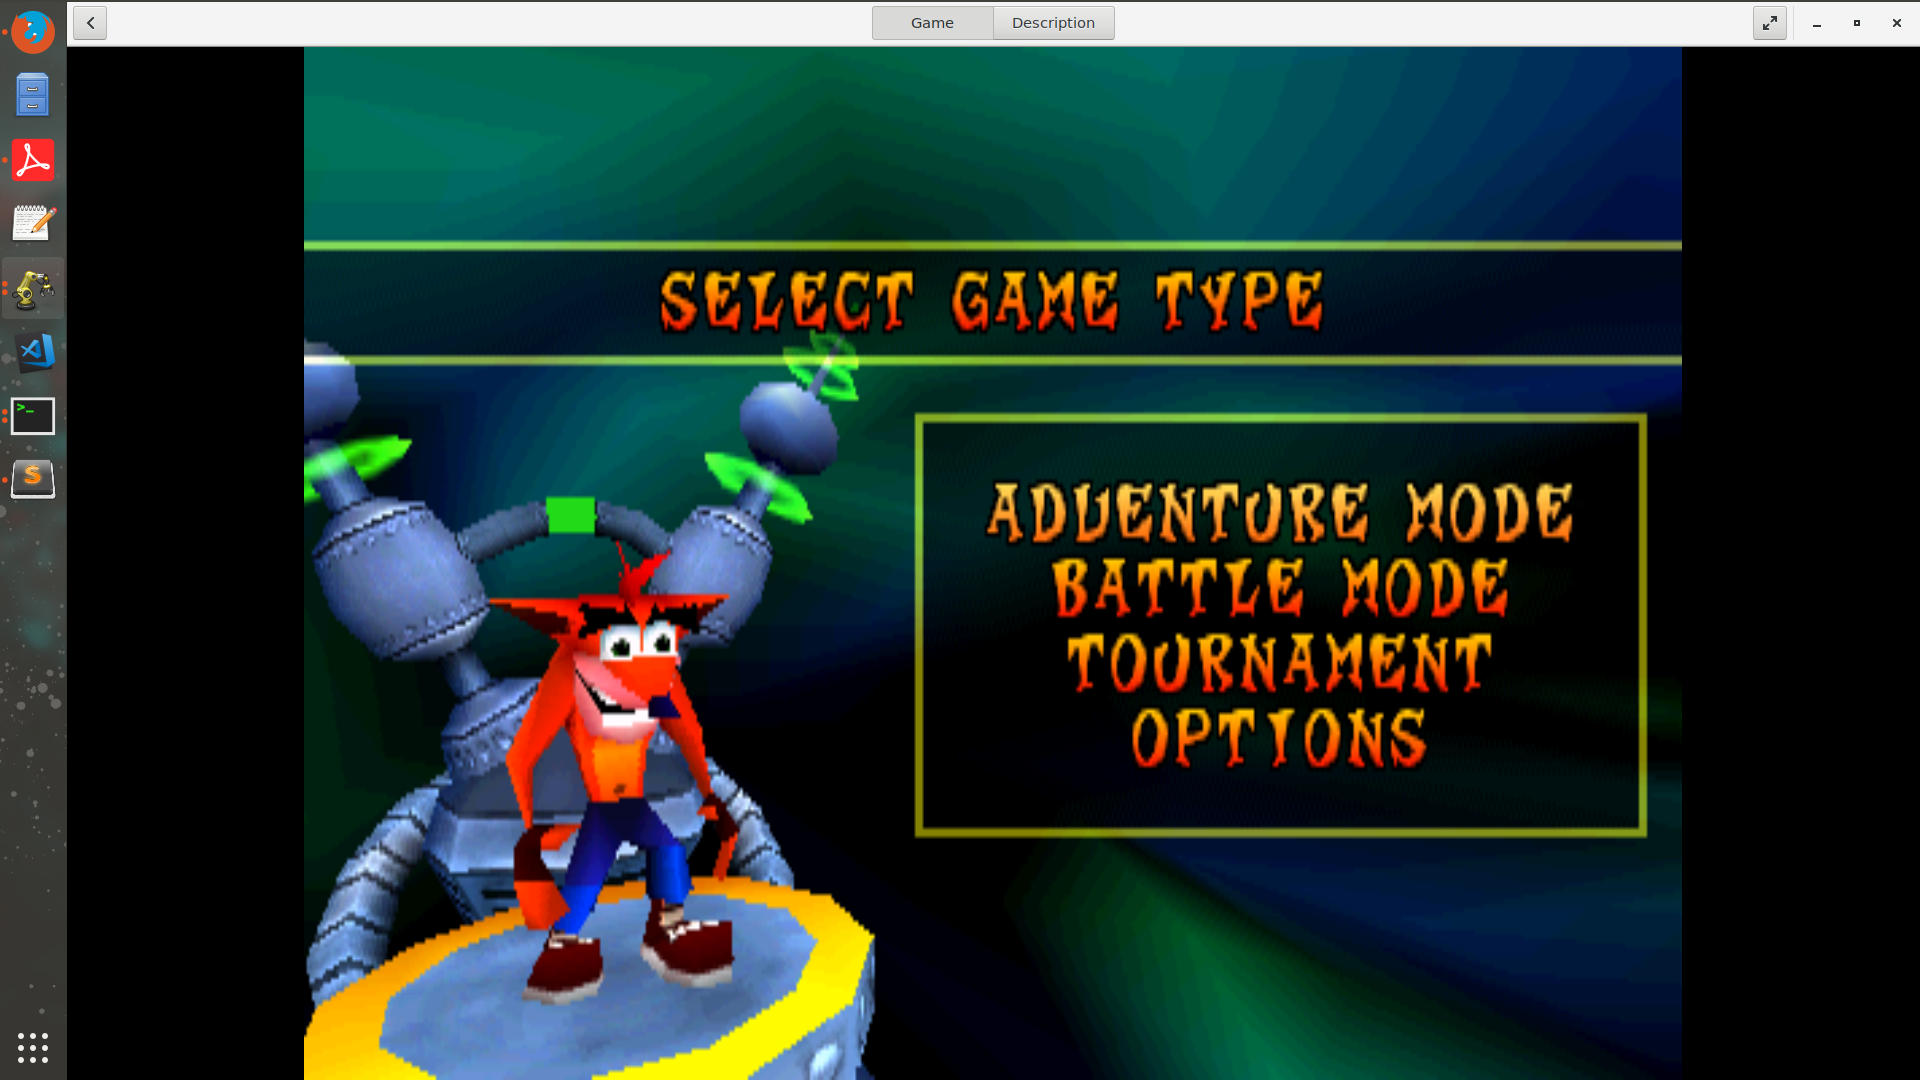 Game Description
SELECT GAME TYPE
ADVENTURE MODE
BATTLE MODE
TOURNAMENT
OPTIONS